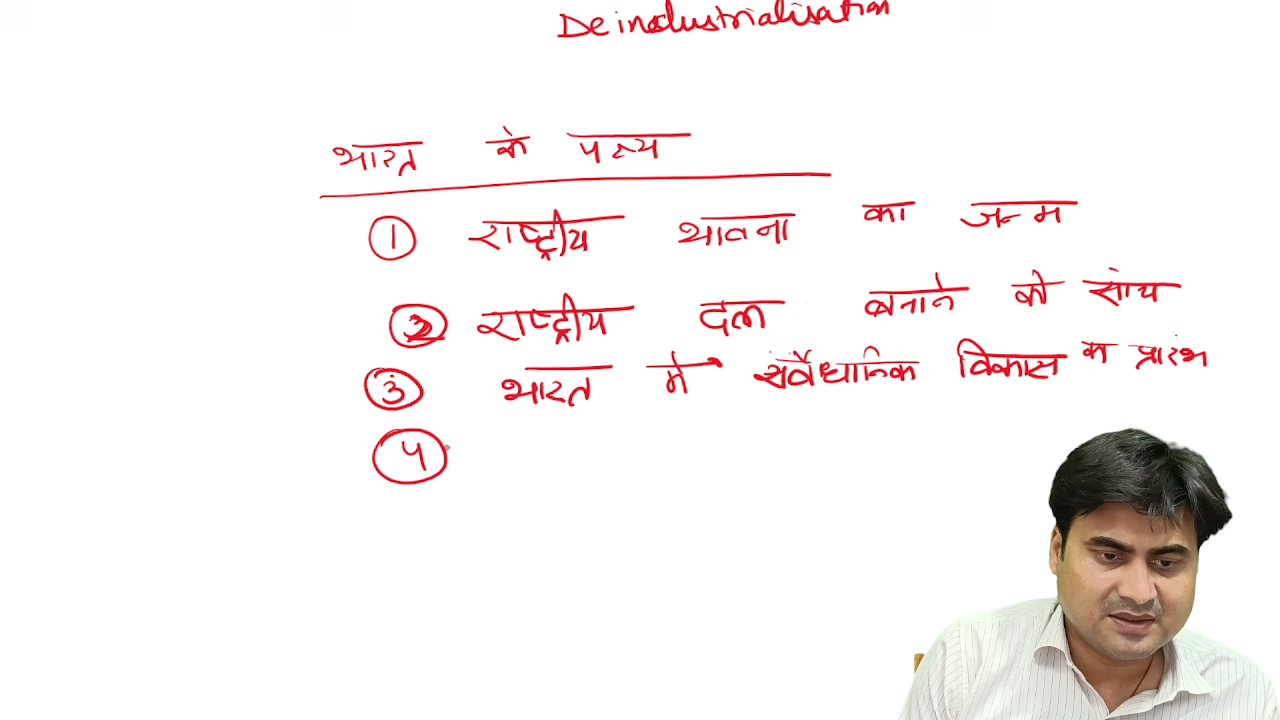 Deindustrialisation
भारत के पक्ष
① राष्ट्रीय भावना का जन्म
② राष्ट्रीय दल बनाने की सोच
③ भारत में संवैधानिक विकास का प्रारंभ
④